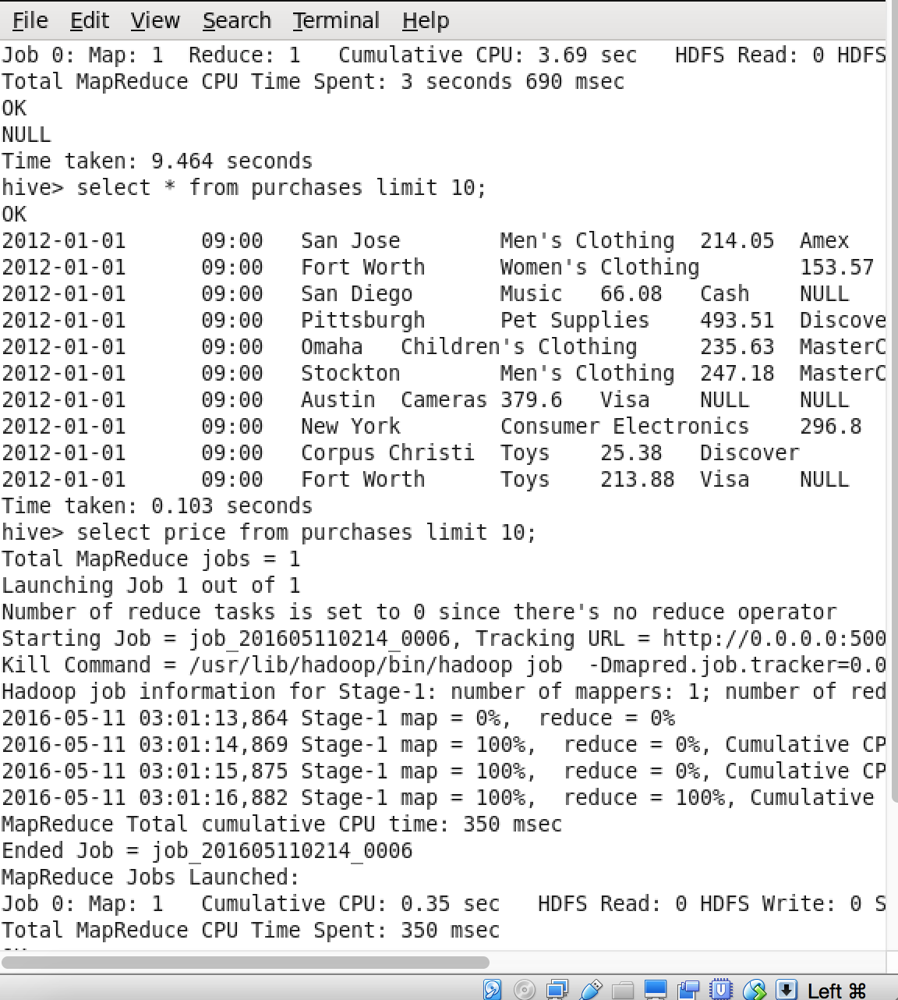 File Edit View Search Terminal Help
Job 0: Map: 1  Reduce: 1   Cumulative CPU: 3.69 sec   HDFS Read: 0 HDFS
Total MapReduce CPU Time Spent: 3 seconds 690 msec
OK
NULL
Time taken: 9.464 seconds
hive> select * from purchases limit 10;
OK
2012-01-01      09:00   San Jose        Men's Clothing  214.05  Amex
2012-01-01      09:00   Fort Worth      Women's Clothing        153.57
2012-01-01      09:00   San Diego       Music   66.08   Cash    NULL
2012-01-01      09:00   Pittsburgh      Pet Supplies    493.51  Discove
2012-01-01      09:00   Omaha   Children's Clothing     235.63  MasterC
2012-01-01      09:00   Stockton        Men's Clothing  247.18  MasterC
2012-01-01      09:00   Austin  Cameras 379.6   Visa    NULL    NULL
2012-01-01      09:00   New York        Consumer Electronics    296.8
2012-01-01      09:00   Corpus Christi  Toys    25.38   Discover
2012-01-01      09:00   Fort Worth      Toys    213.88  Visa    NULL
Time taken: 0.103 seconds
hive> select price from purchases limit 10;
Total MapReduce jobs = 1
Launching Job 1 out of 1
Number of reduce tasks is set to 0 since there's no reduce operator
Starting Job = job_201605110214_0006, Tracking URL = http://0.0.0.0:500
Kill Command = /usr/lib/hadoop/bin/hadoop job  -Dmapred.job.tracker=0.0
Hadoop job information for Stage-1: number of mappers: 1; number of red
2016-05-11 03:01:13,864 Stage-1 map = 0%,  reduce = 0%
2016-05-11 03:01:14,869 Stage-1 map = 100%,  reduce = 0%, Cumulative CP
2016-05-11 03:01:15,875 Stage-1 map = 100%,  reduce = 0%, Cumulative CP
2016-05-11 03:01:16,882 Stage-1 map = 100%,  reduce = 100%, Cumulative
MapReduce Total cumulative CPU time: 350 msec
Ended Job = job_201605110214_0006
MapReduce Jobs Launched:
Job 0: Map: 1   Cumulative CPU: 0.35 sec   HDFS Read: 0 HDFS Write: 0 S
Total MapReduce CPU Time Spent: 350 msec
Left ⌘